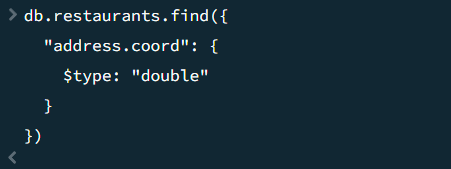 > db.restaurants.find({
"address.coord": {
$type: "double"
}
})
<